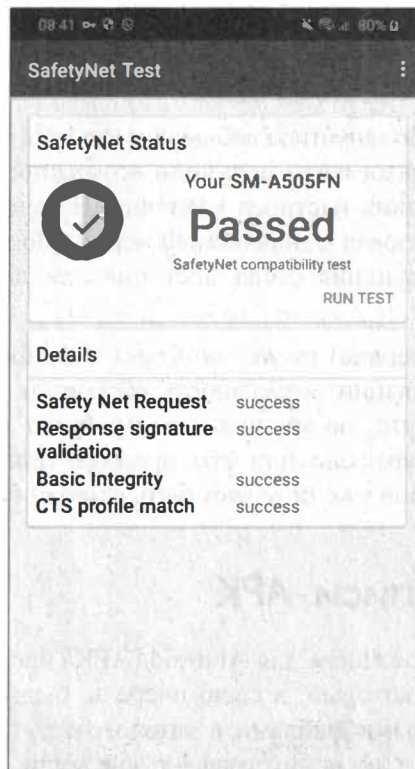 08:41 80%
SafetyNet Test
SafetyNet Status
Your SM-A505FN
Passed
SafetyNet compatibility test
RUN TEST
Details
Safety Net Request success
Response signature success
validation
Basic Integrity success
CTS profile match success